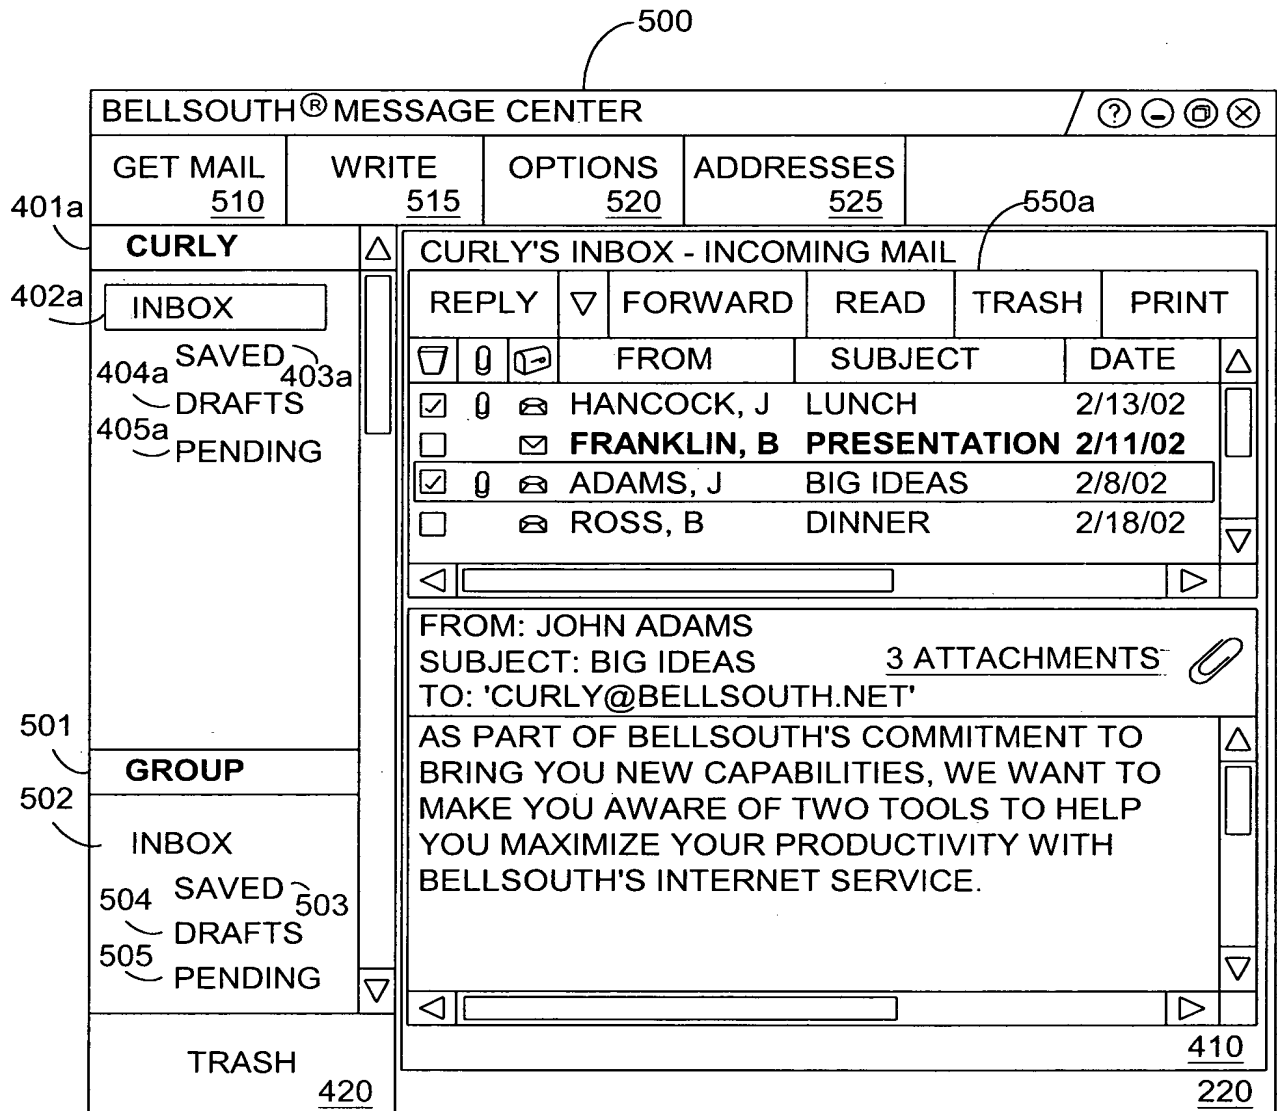 500
BELLSOUTH® MESSAGE CENTER
?
GET MAIL WRITE OPTIONS ADDRESSES
510 515 520 525
401a
550a
CURLY
CURLY'S INBOX - INCOMING MAIL
402a
INBOX
REPLY FORWARD READ TRASH PRINT
SAVED
403a
404a
DRAFTS
405a
PENDING
FROM SUBJECT DATE
HANCOCK, J LUNCH 2/13/02
FRANKLIN, B PRESENTATION 2/11/02
ADAMS, J BIG IDEAS 2/8/02
ROSS, B DINNER 2/18/02
FROM: JOHN ADAMS
SUBJECT: BIG IDEAS 3 ATTACHMENTS
TO: 'CURLY@BELLSOUTH.NET'
AS PART OF BELLSOUTH'S COMMITMENT TO
BRING YOU NEW CAPABILITIES, WE WANT TO
MAKE YOU AWARE OF TWO TOOLS TO HELP
YOU MAXIMIZE YOUR PRODUCTIVITY WITH
BELLSOUTH'S INTERNET SERVICE.
501
GROUP
502
INBOX
SAVED
503
504
DRAFTS
505
PENDING
TRASH
420
410
220